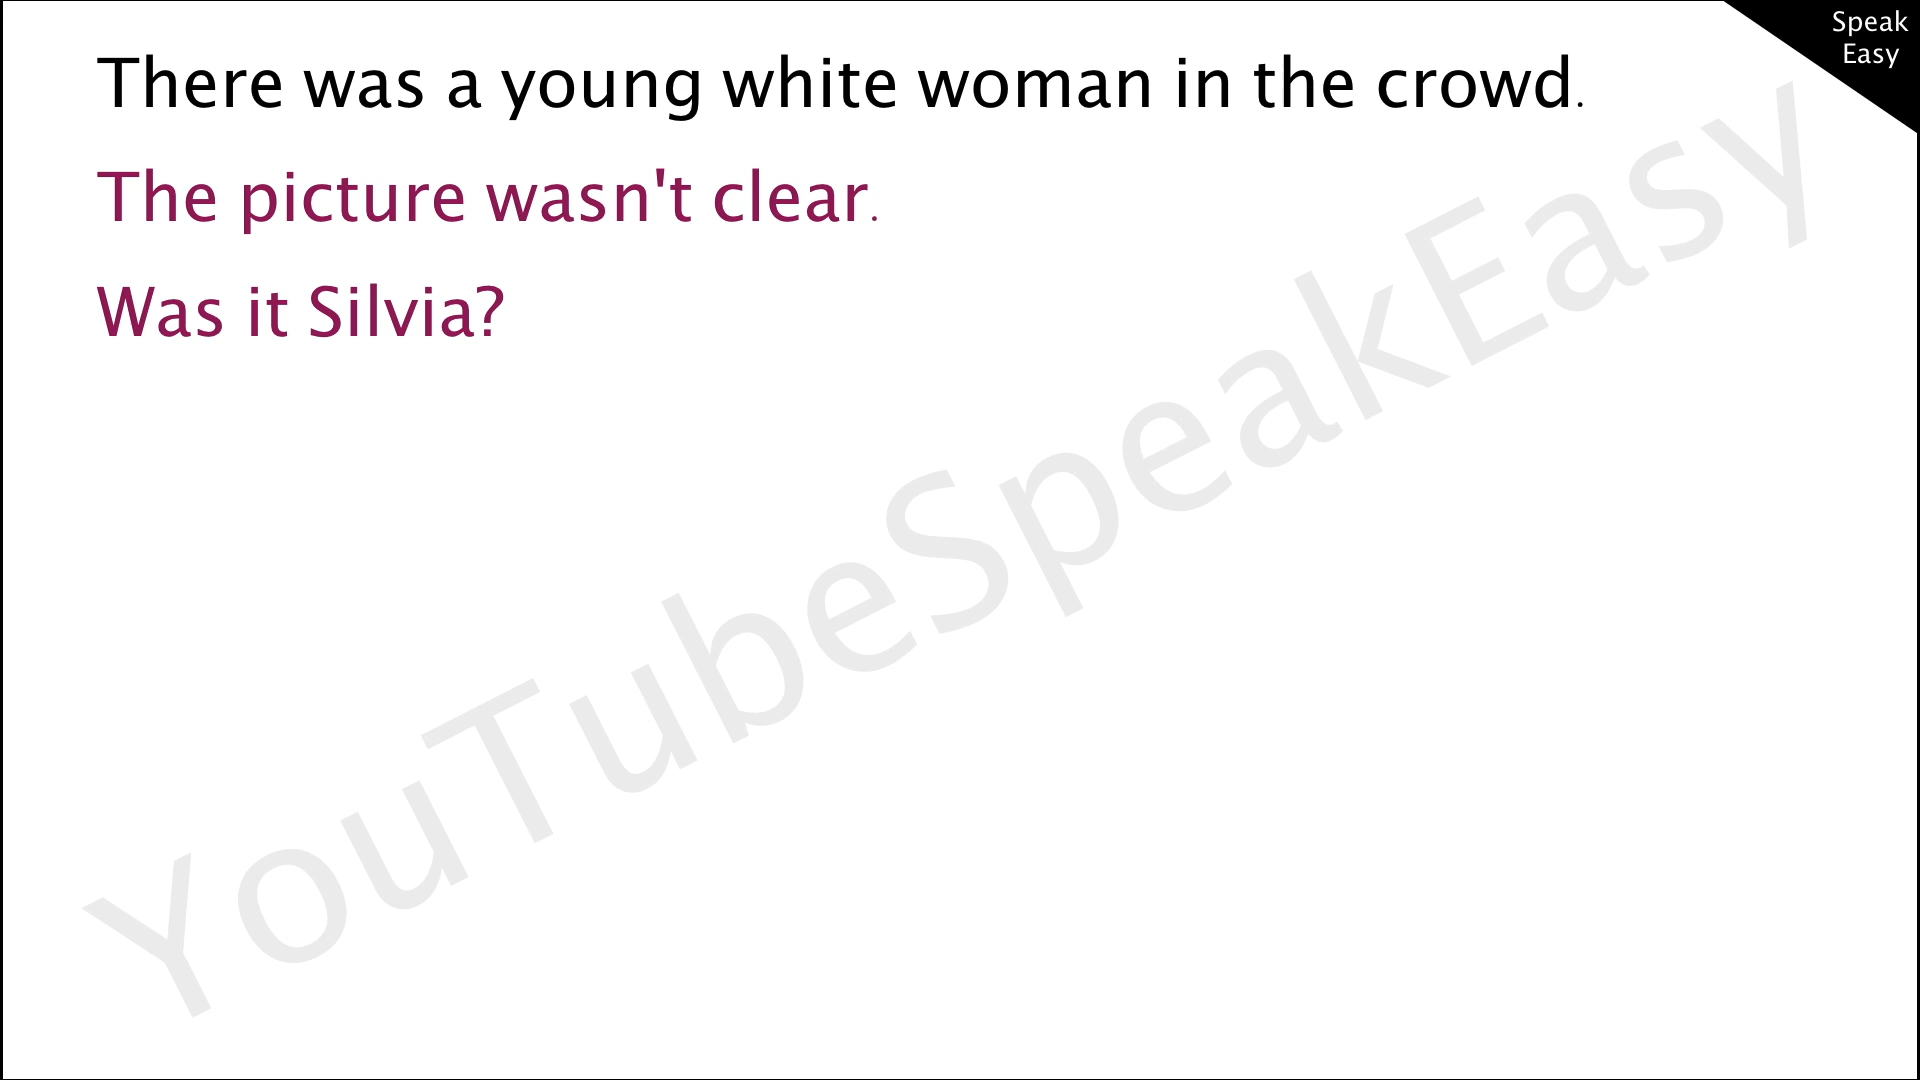 Speak
Easy
There was a young white woman in the crowd.
The picture wasn't clear.
Was it Silvia?
YouTubeSpeakEasy